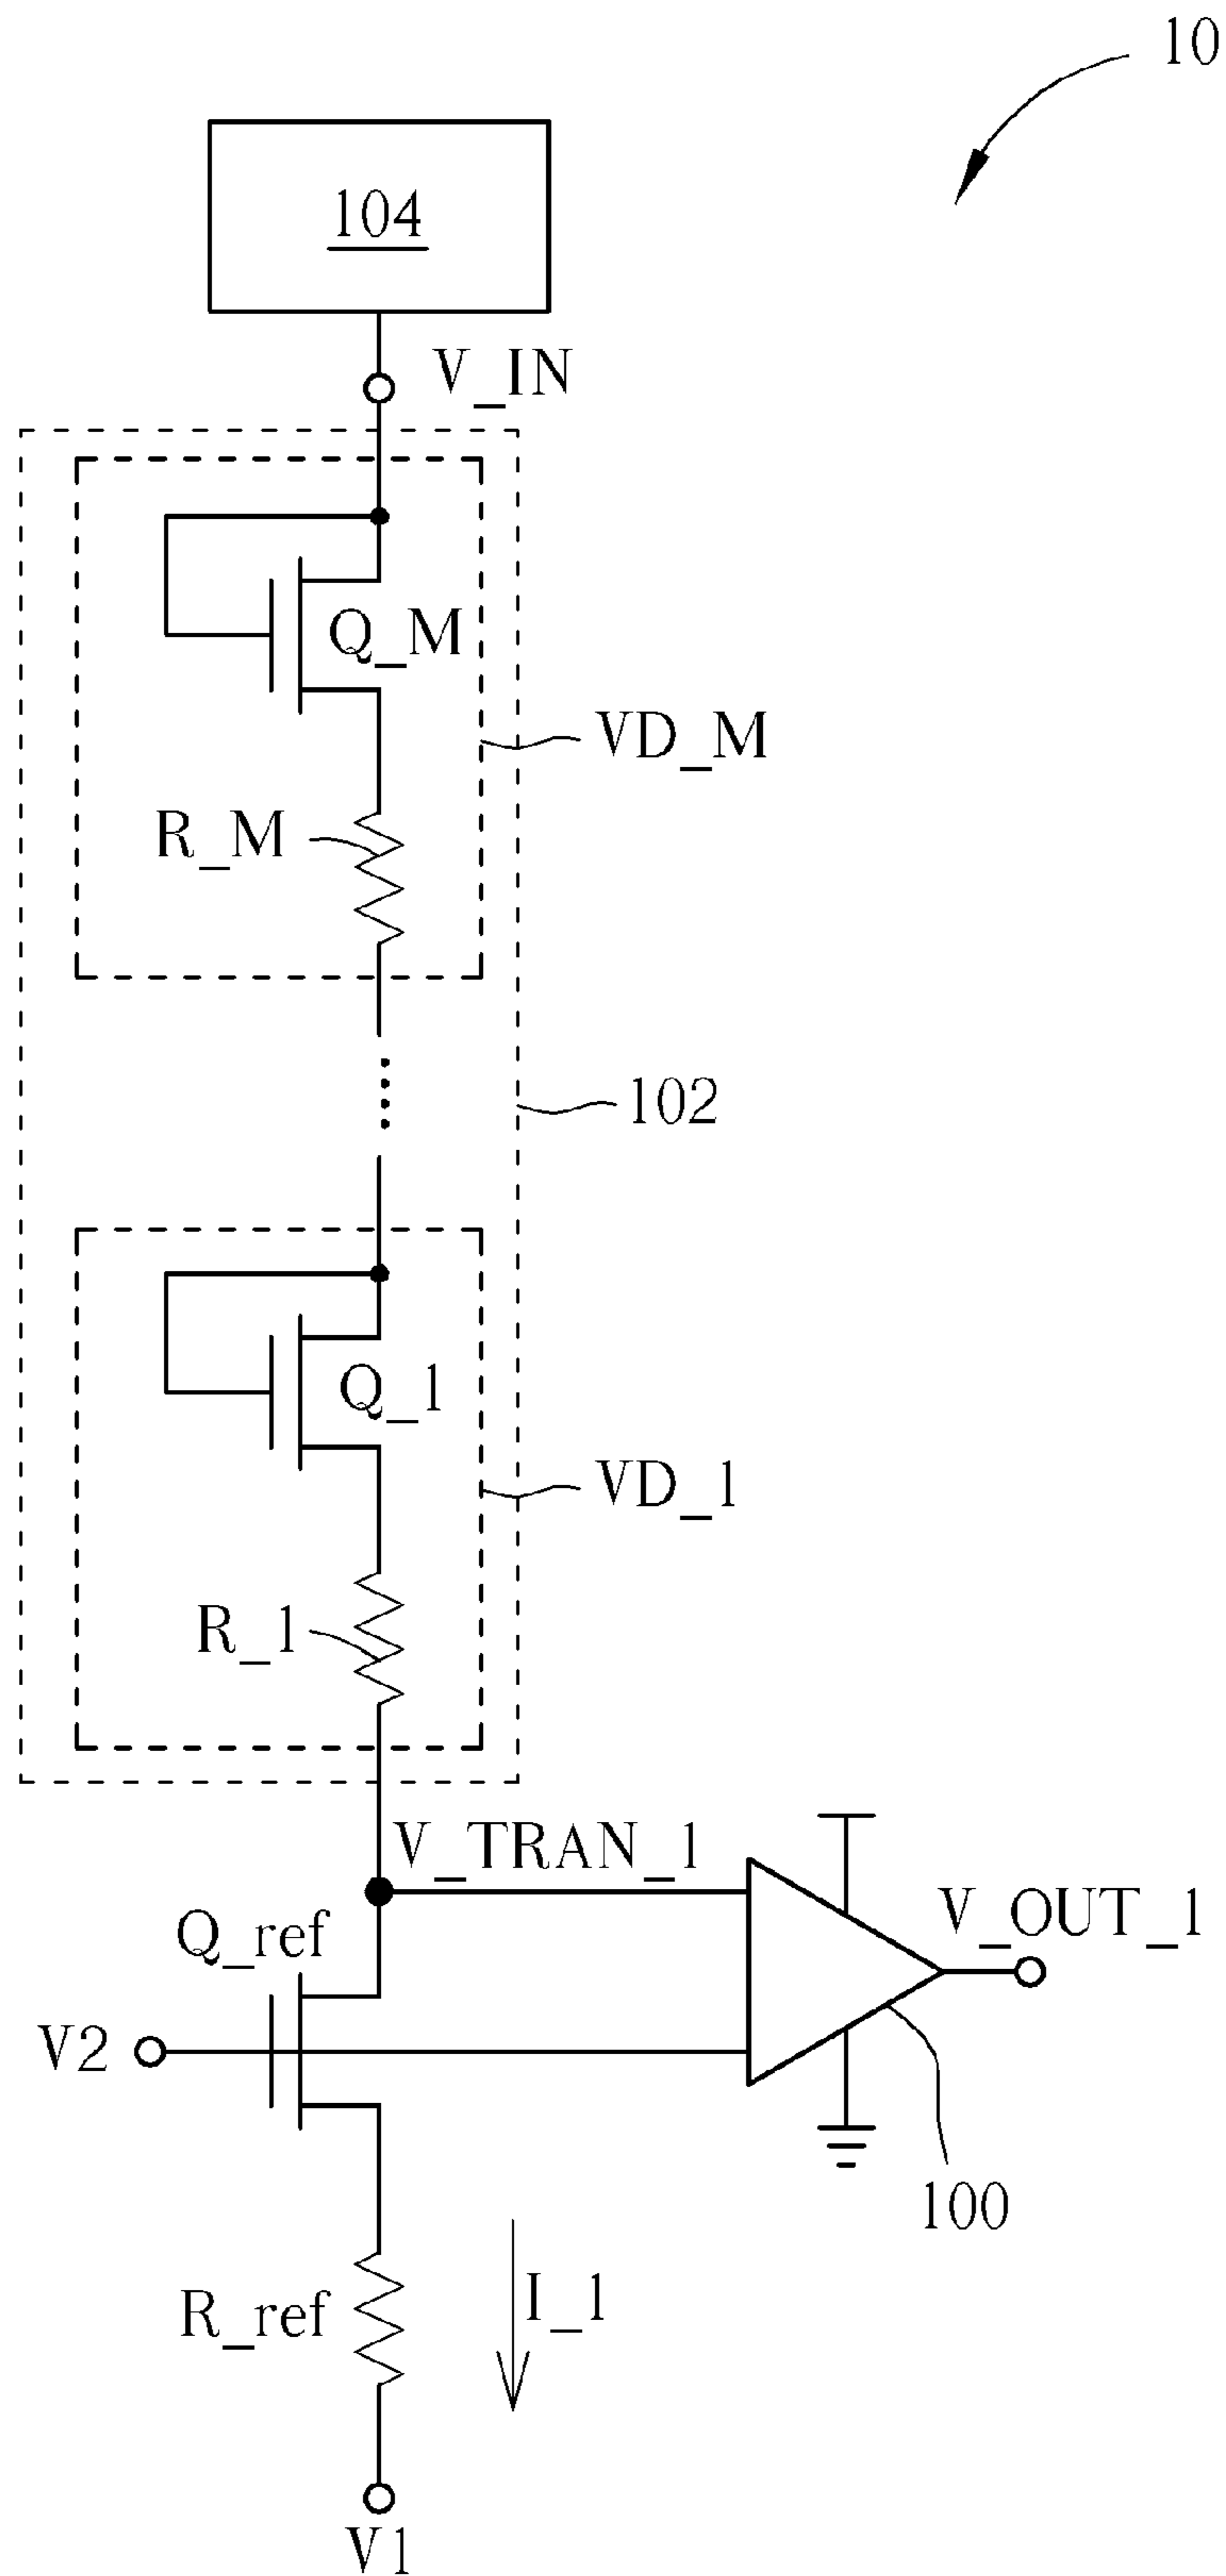 10
104
V_IN
Q_M
VD_M
R_M
102
Q_1
VD_1
R_1
V_TRAN_1
V_OUT_1
Q_ref
V2
100
R_ref
I_1
V1